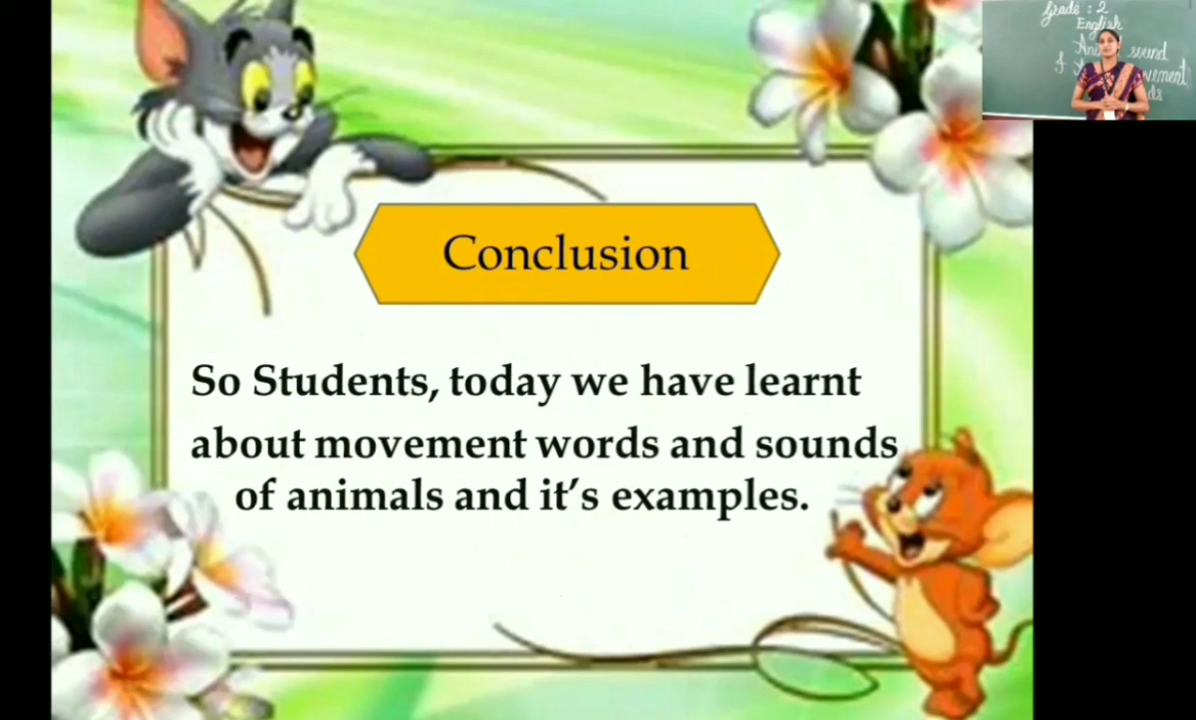 Grade : 2
English
sound
Conclusion
So Students, today we have learnt
about movement words and sounds
of animals and it's examples.